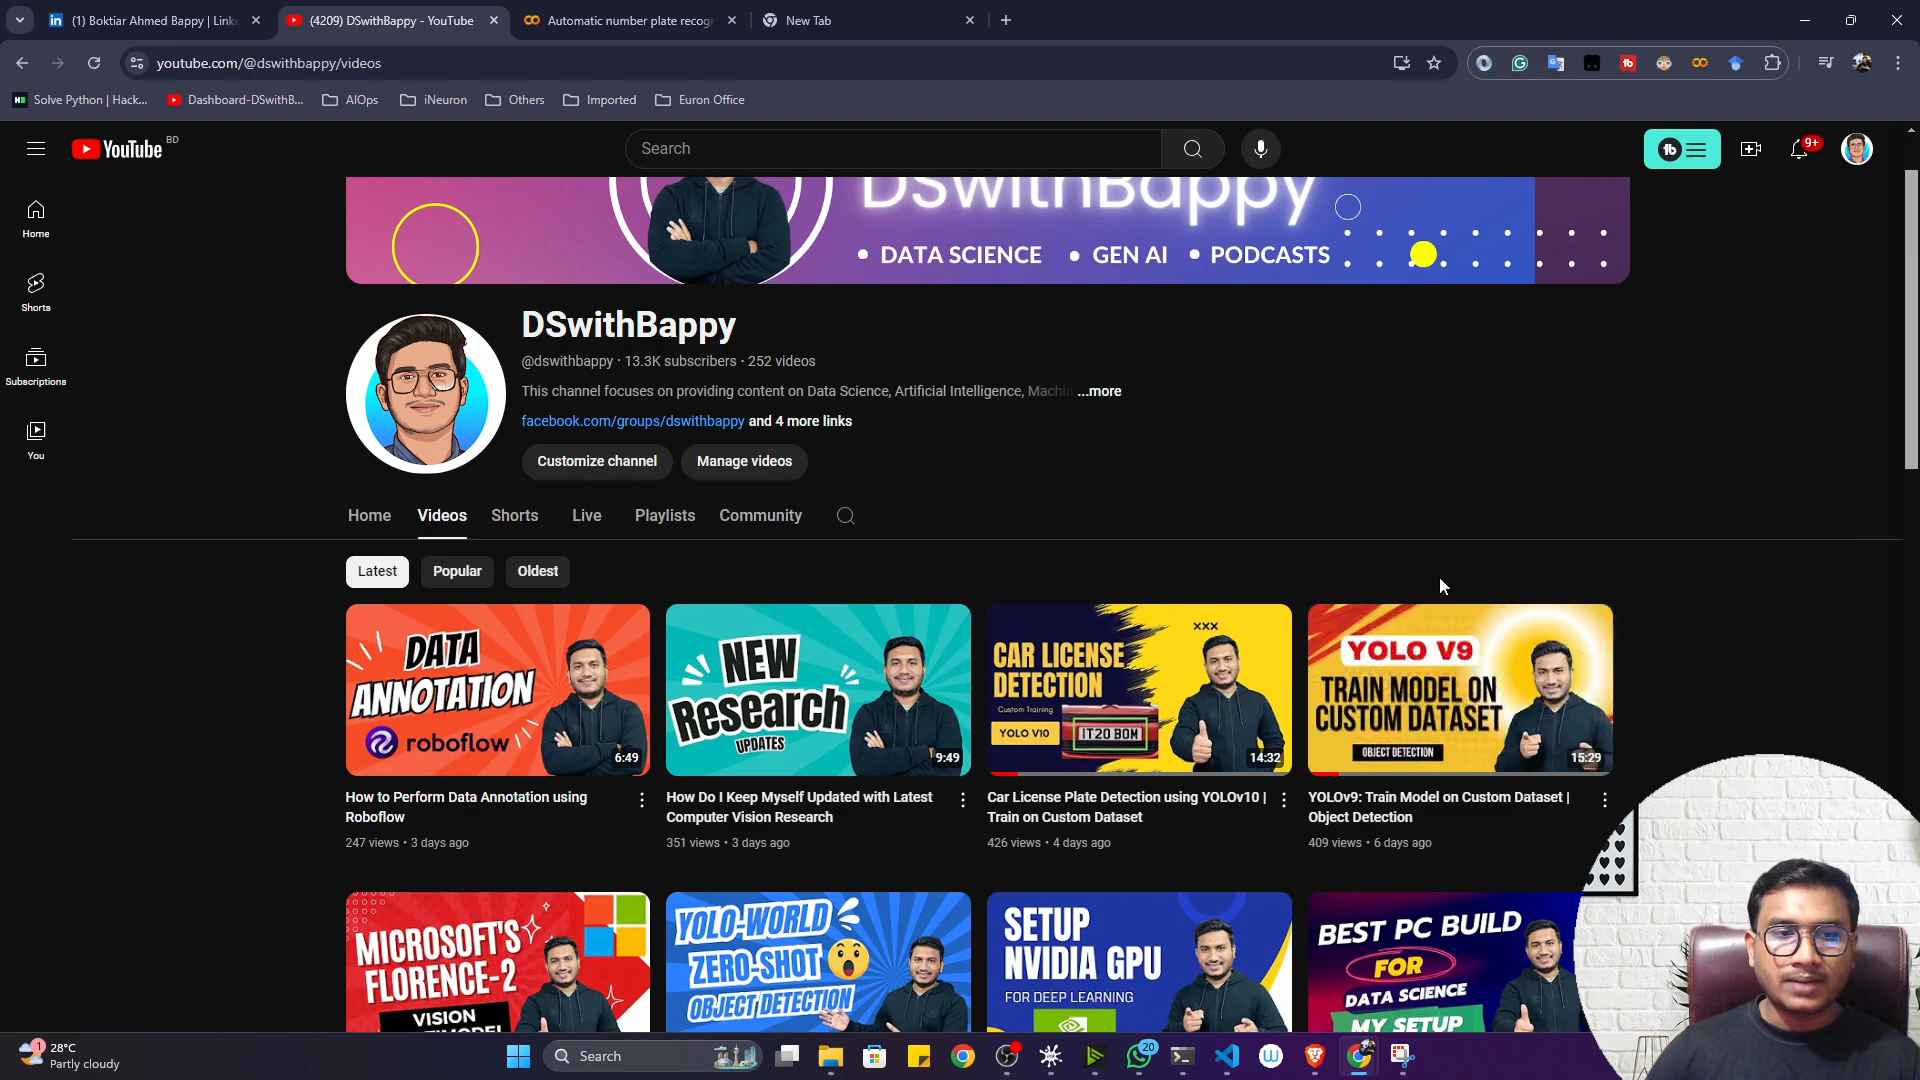 (1) Boktiar Ahmed Bappy | Linke
(4209) DSwithBappy - YouTube
Automatic number plate recogn
New Tab
youtube.com/@dswithbappy/videos
Solve Python | Hack...
Dashboard-DSwithB...
AIOps
iNeuron
Others
Imported
Euron Office
YouTube BD
Search
9+
Home
Shorts
Subscriptions
You
DSwithBappy
• DATA SCIENCE • GEN AI • PODCASTS
DSwithBappy
@dswithbappy · 13.3K subscribers · 252 videos
This channel focuses on providing content on Data Science, Artificial Intelligence, Machin ...more
facebook.com/groups/dswithbappy and 4 more links
Customize channel
Manage videos
Home
Videos
Shorts
Live
Playlists
Community
Latest
Popular
Oldest
DATA
ANNOTATION
roboflow
6:49
How to Perform Data Annotation using
Roboflow
247 views • 3 days ago
NEW
Research
UPDATES
9:49
How Do I Keep Myself Updated with Latest
Computer Vision Research
351 views • 3 days ago
XXX
CAR LICENSE
DETECTION
Custom Training
YOLO V10
IT20 BOM
14:32
Car License Plate Detection using YOLOv10 |
Train on Custom Dataset
426 views • 4 days ago
YOLO V9
TRAIN MODEL ON
CUSTOM DATASET
OBJECT DETECTION
15:29
YOLOv9: Train Model on Custom Dataset |
Object Detection
409 views • 6 days ago
MICROSOFT'S
FLORENCE-2
VISION
YOLO-WORLD
ZERO-SHOT
OBJECT DETECTION
SETUP
NVIDIA GPU
FOR DEEP LEARNING
BEST PC BUILD
FOR
DATA SCIENCE
MY SETUP
1
28°C
Partly cloudy
Search
20